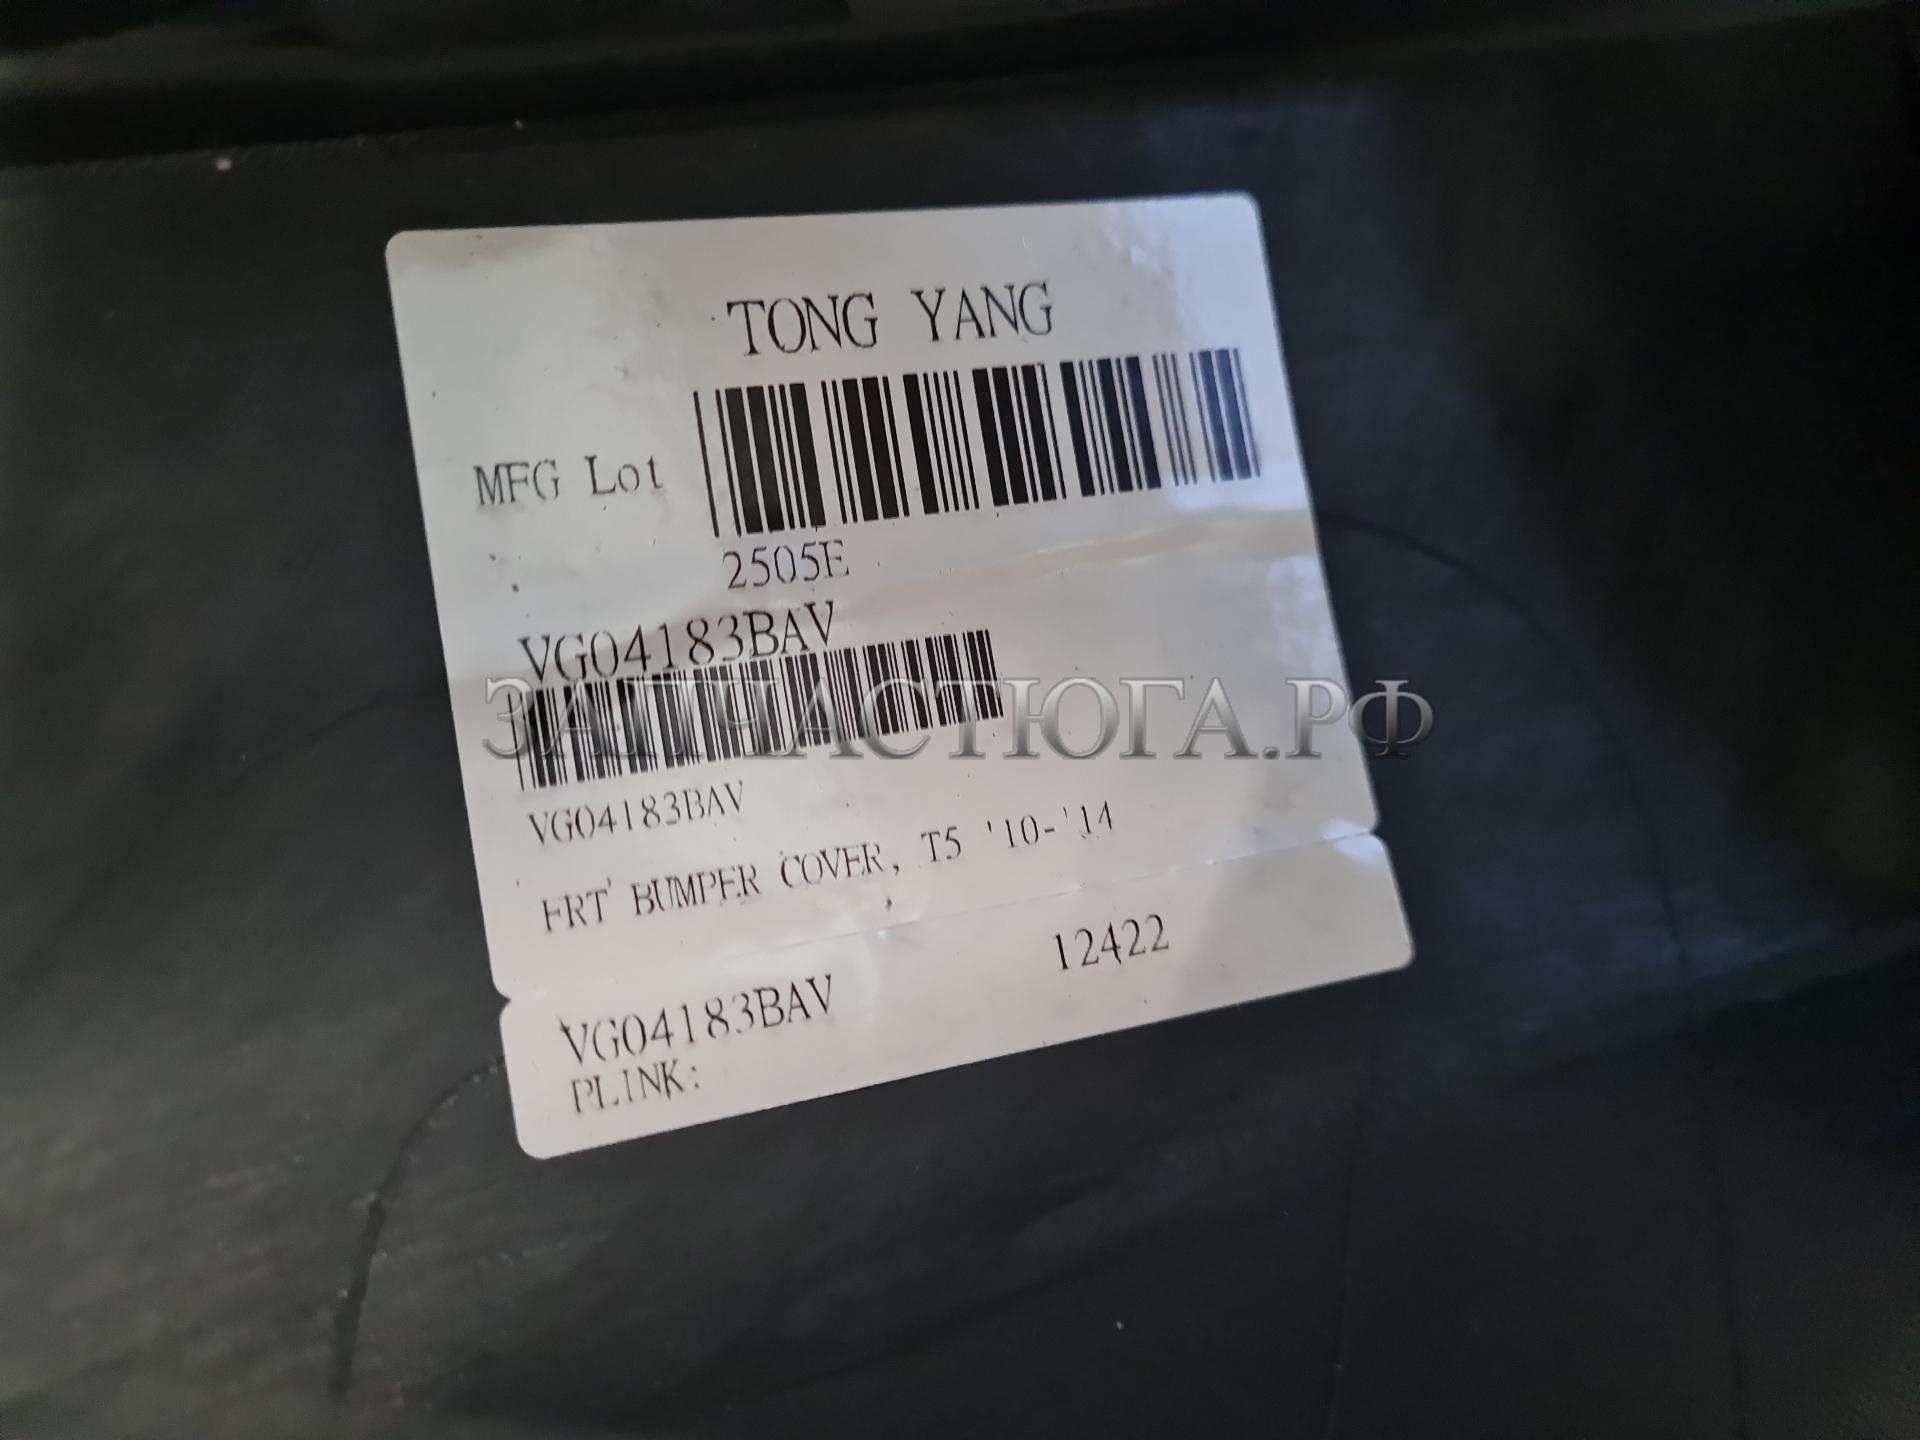 TONG YANG
MFG Lot
2505E
VG04183BAV
ЗАПЧАСТЮГА.РФ
VG04183BAV
FRT BUMPER COVER, T5 '10-'14
VG04183BAV 12422
PLINK: